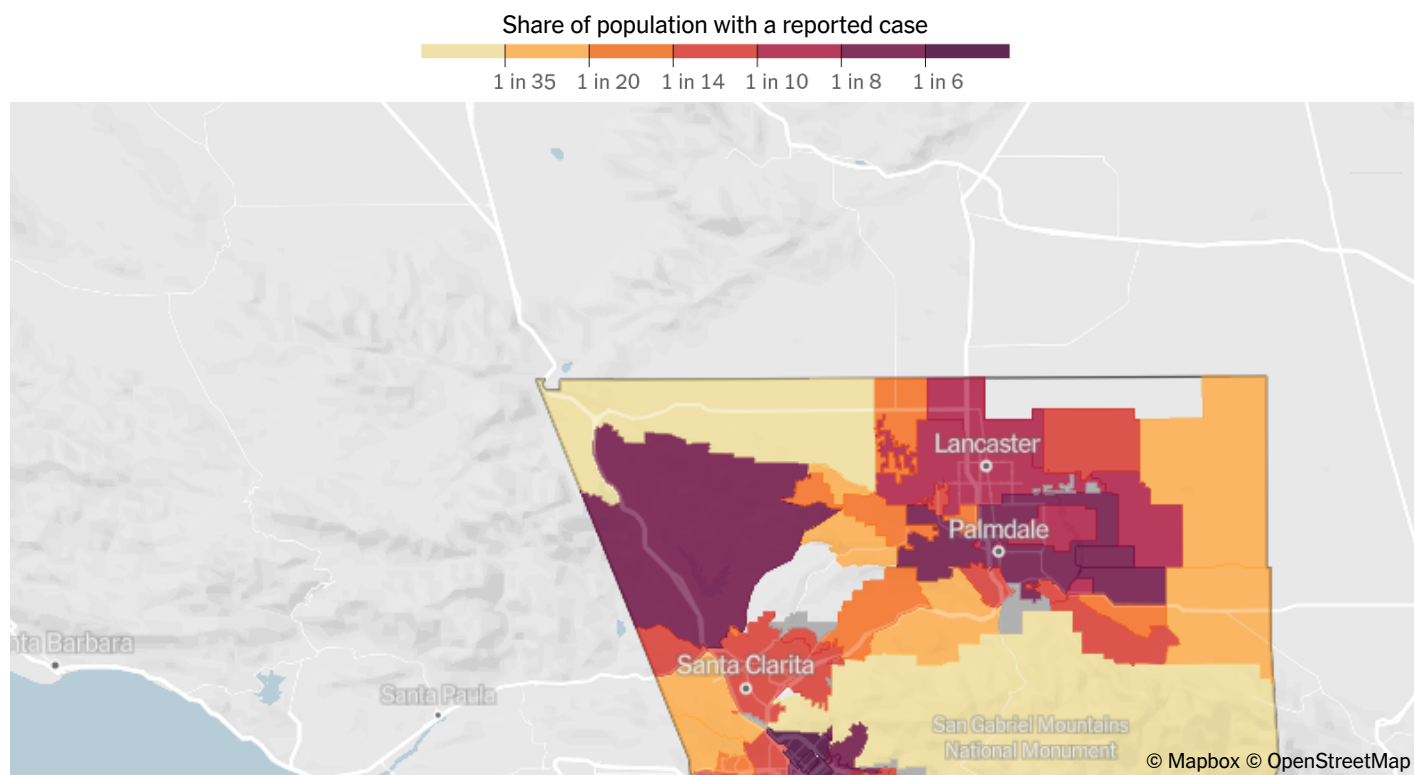 Share of population with a reported case
1 in 35 1 in 20 1 in 14 1 in 10 1 in 8 1 in 6
Lancaster
Palmdale
nta Barbara
Santa Clarita
Santa Paula
San Gabriel Mountains
National Monument
© Mapbox © OpenStreetMap